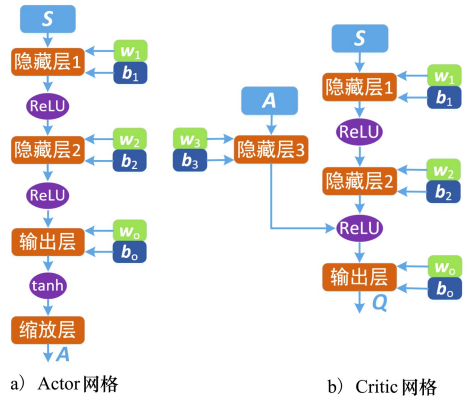 S
隐藏层1
w1
b1
ReLU
隐藏层2
w2
b2
ReLU
输出层
wo
bo
tanh
缩放层
A
a）Actor网格
S
隐藏层1
w1
b1
ReLU
A
w3
b3
隐藏层3
隐藏层2
w2
b2
ReLU
输出层
wo
bo
Q
b）Critic网格